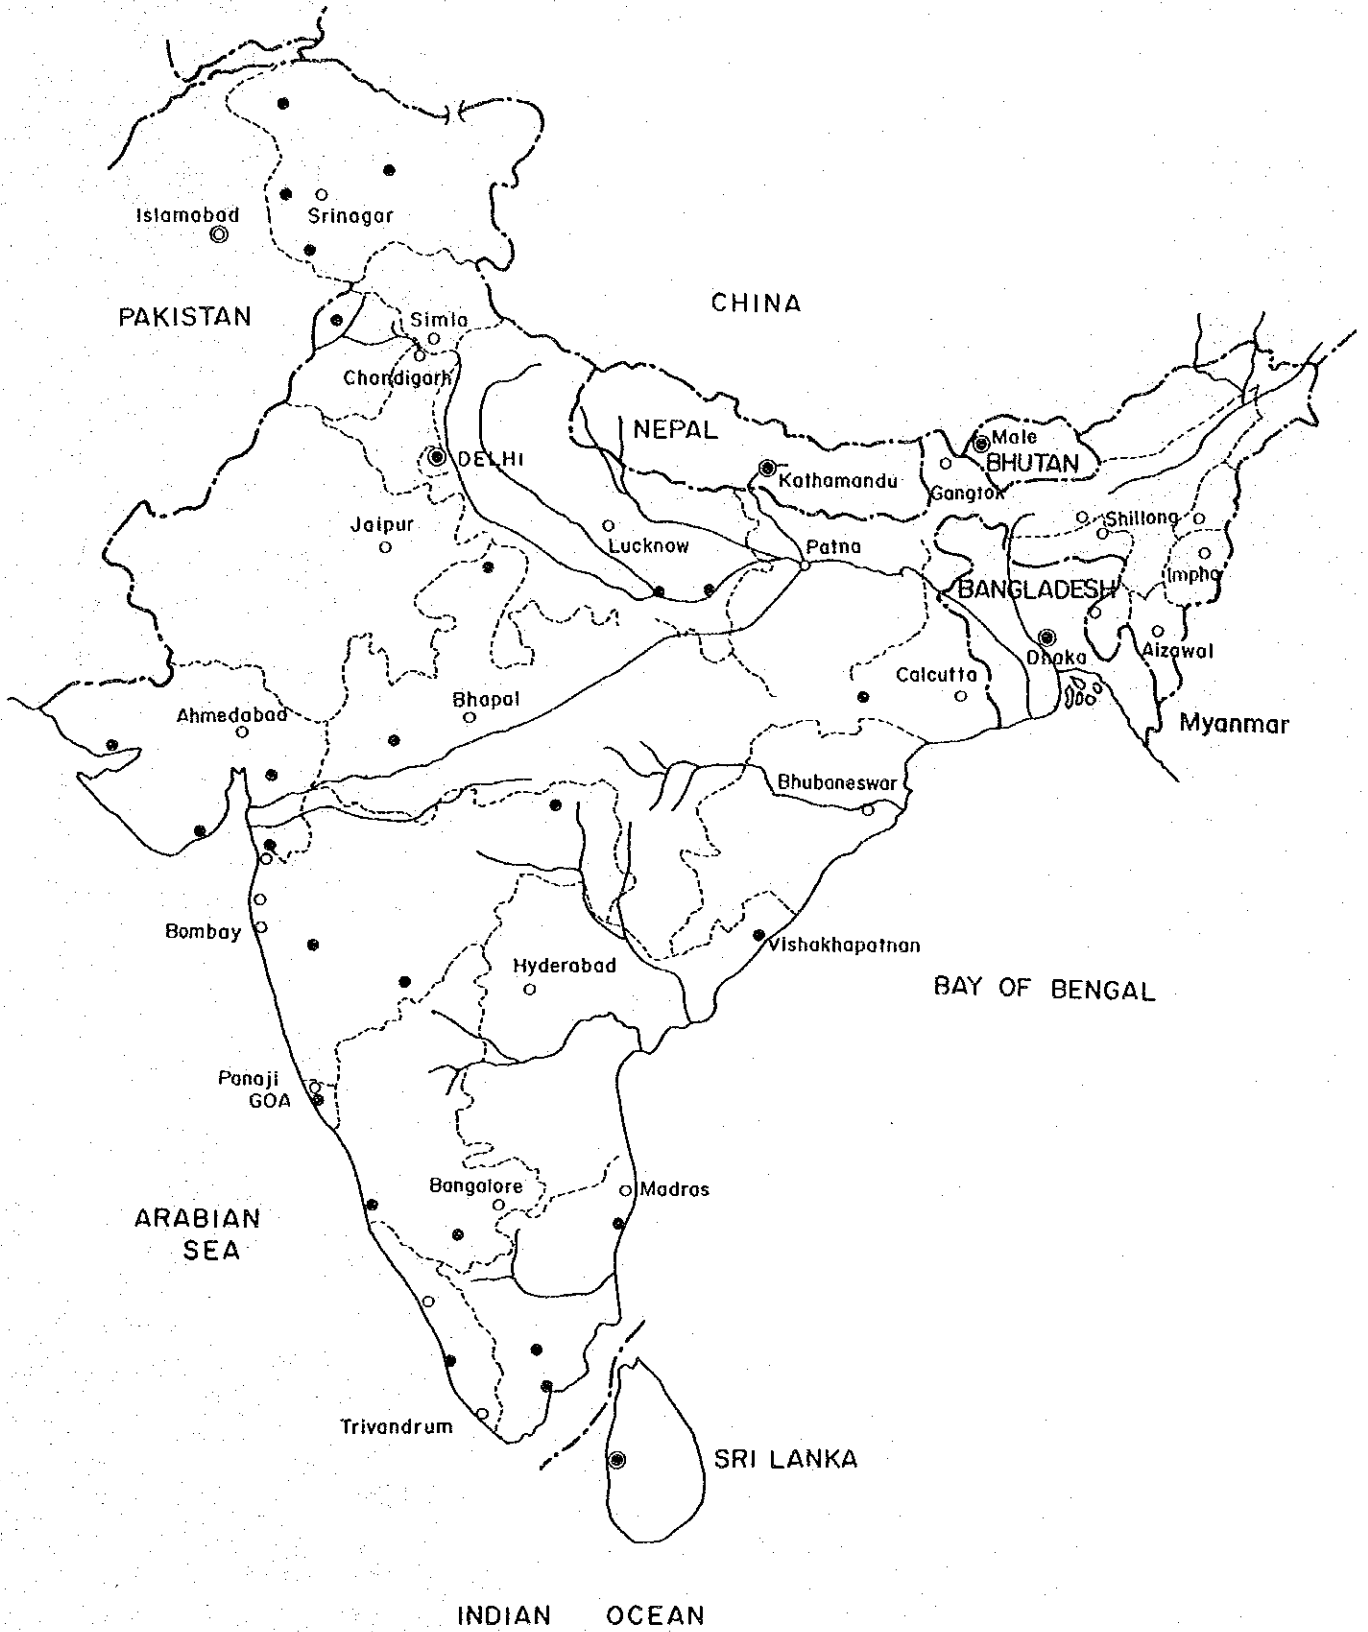 Islamabad
Srinagar
PAKISTAN
CHINA
Simla
Chandigarh
NEPAL
Male
BHUTAN
DELHI
Kathamandu
Gangtok
Jaipur
Lucknow
Patna
Shillong
Impha
BANGLADESH
Dhaka
Aizawal
Calcutta
Bhapal
Ahmedabad
Myanmar
Bhubaneswar
Bombay
Vishakhapatnan
Hyderabad
BAY OF BENGAL
Panaji
GOA
Bangalore
Madras
ARABIAN
SEA
Trivandrum
SRI LANKA
INDIAN OCEAN